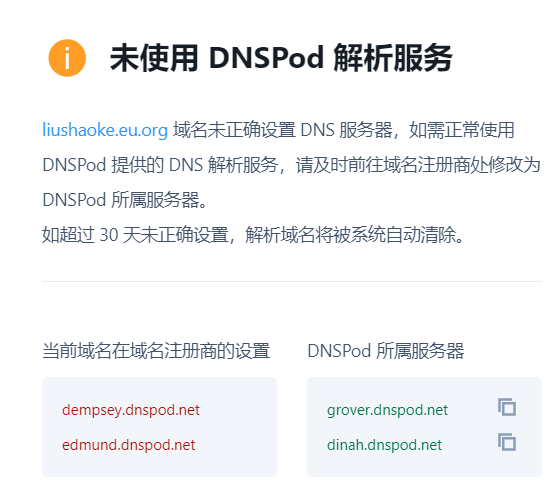 未使用 DNSPod 解析服务
liushaoke.eu.org 域名未正确设置 DNS 服务器，如需正常使用
DNSPod 提供的 DNS 解析服务，请及时前往域名注册商处修改为
DNSPod 所属服务器。
如超过 30 天未正确设置，解析域名将被系统自动清除。
当前域名在域名注册商的设置
DNSPod 所属服务器
dempsey.dnspod.net
edmund.dnspod.net
grover.dnspod.net
dinah.dnspod.net